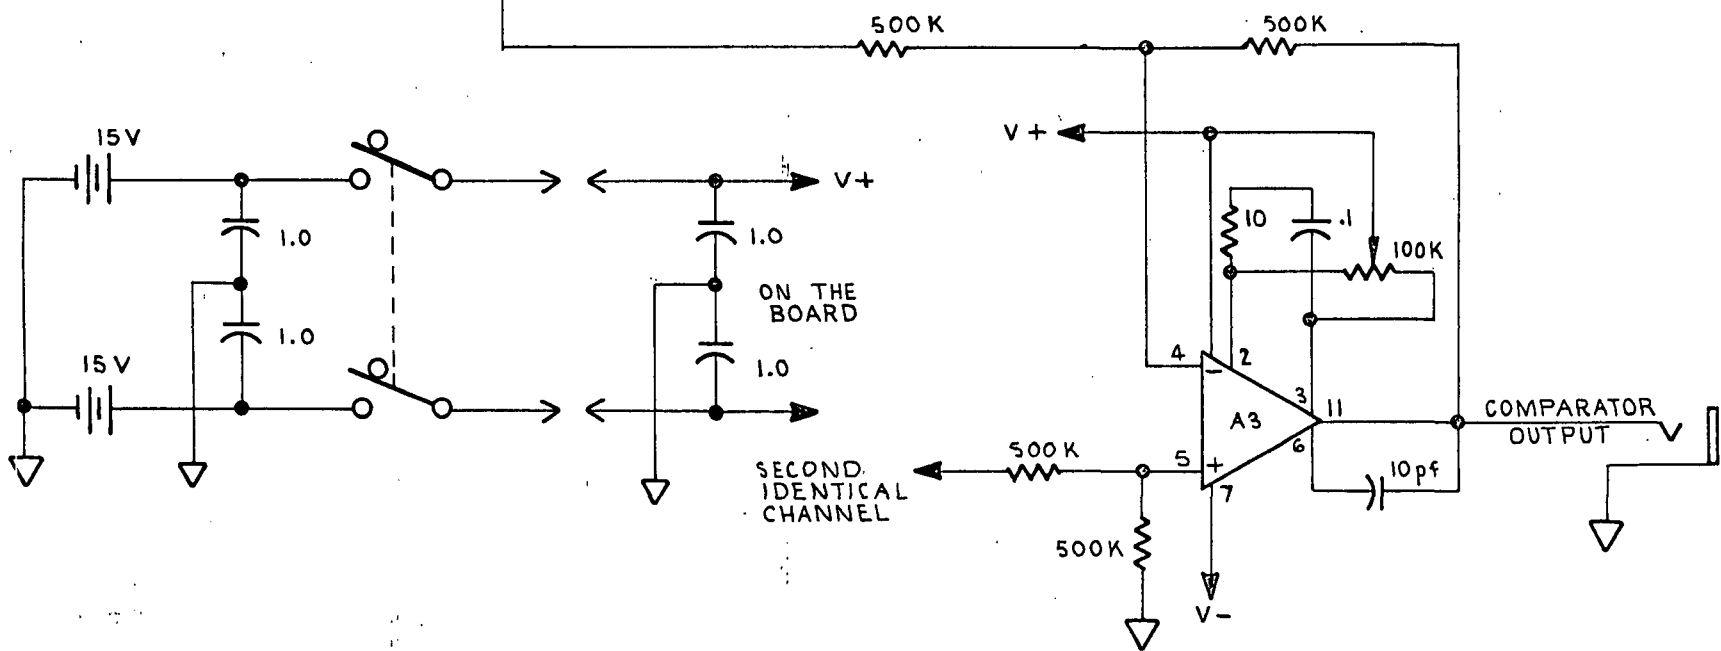 500K
500K
15V
V+
V+
10
.1
100K
1.0
1.0
ON THE
BOARD
1.0
1.0
15V
4
2
-
3
11
A3
6
COMPARATOR
OUTPUT
500K
5
+
7
10pf
SECOND
IDENTICAL
CHANNEL
500K
V-